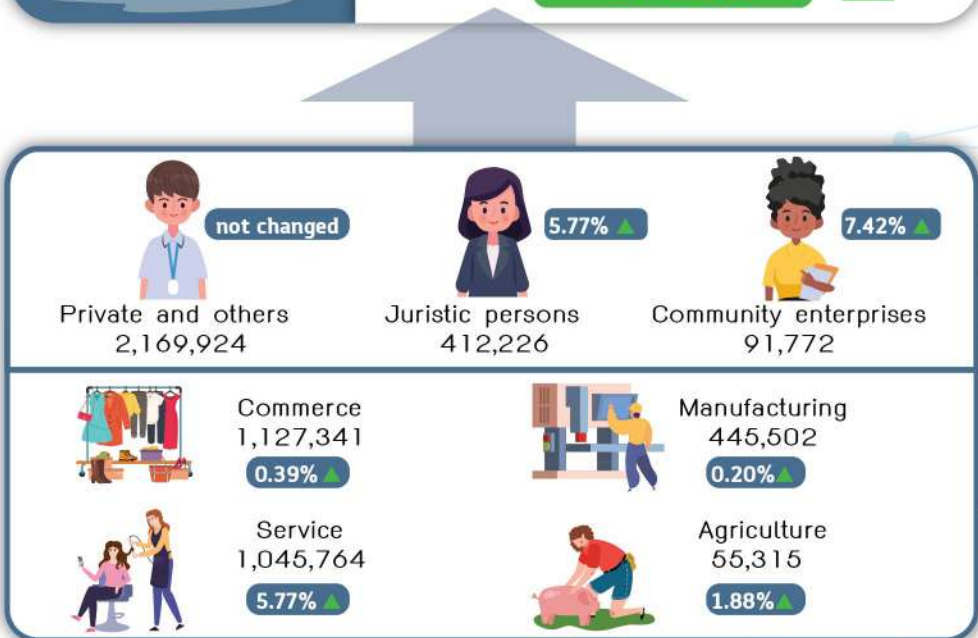 not changed
5.77%
7.42%
Private and others
2,169,924
Juristic persons
412,226
Community enterprises
91,772
Commerce
1,127,341
0.39%
Manufacturing
445,502
0.20%
Service
1,045,764
5.77%
Agriculture
55,315
1.88%